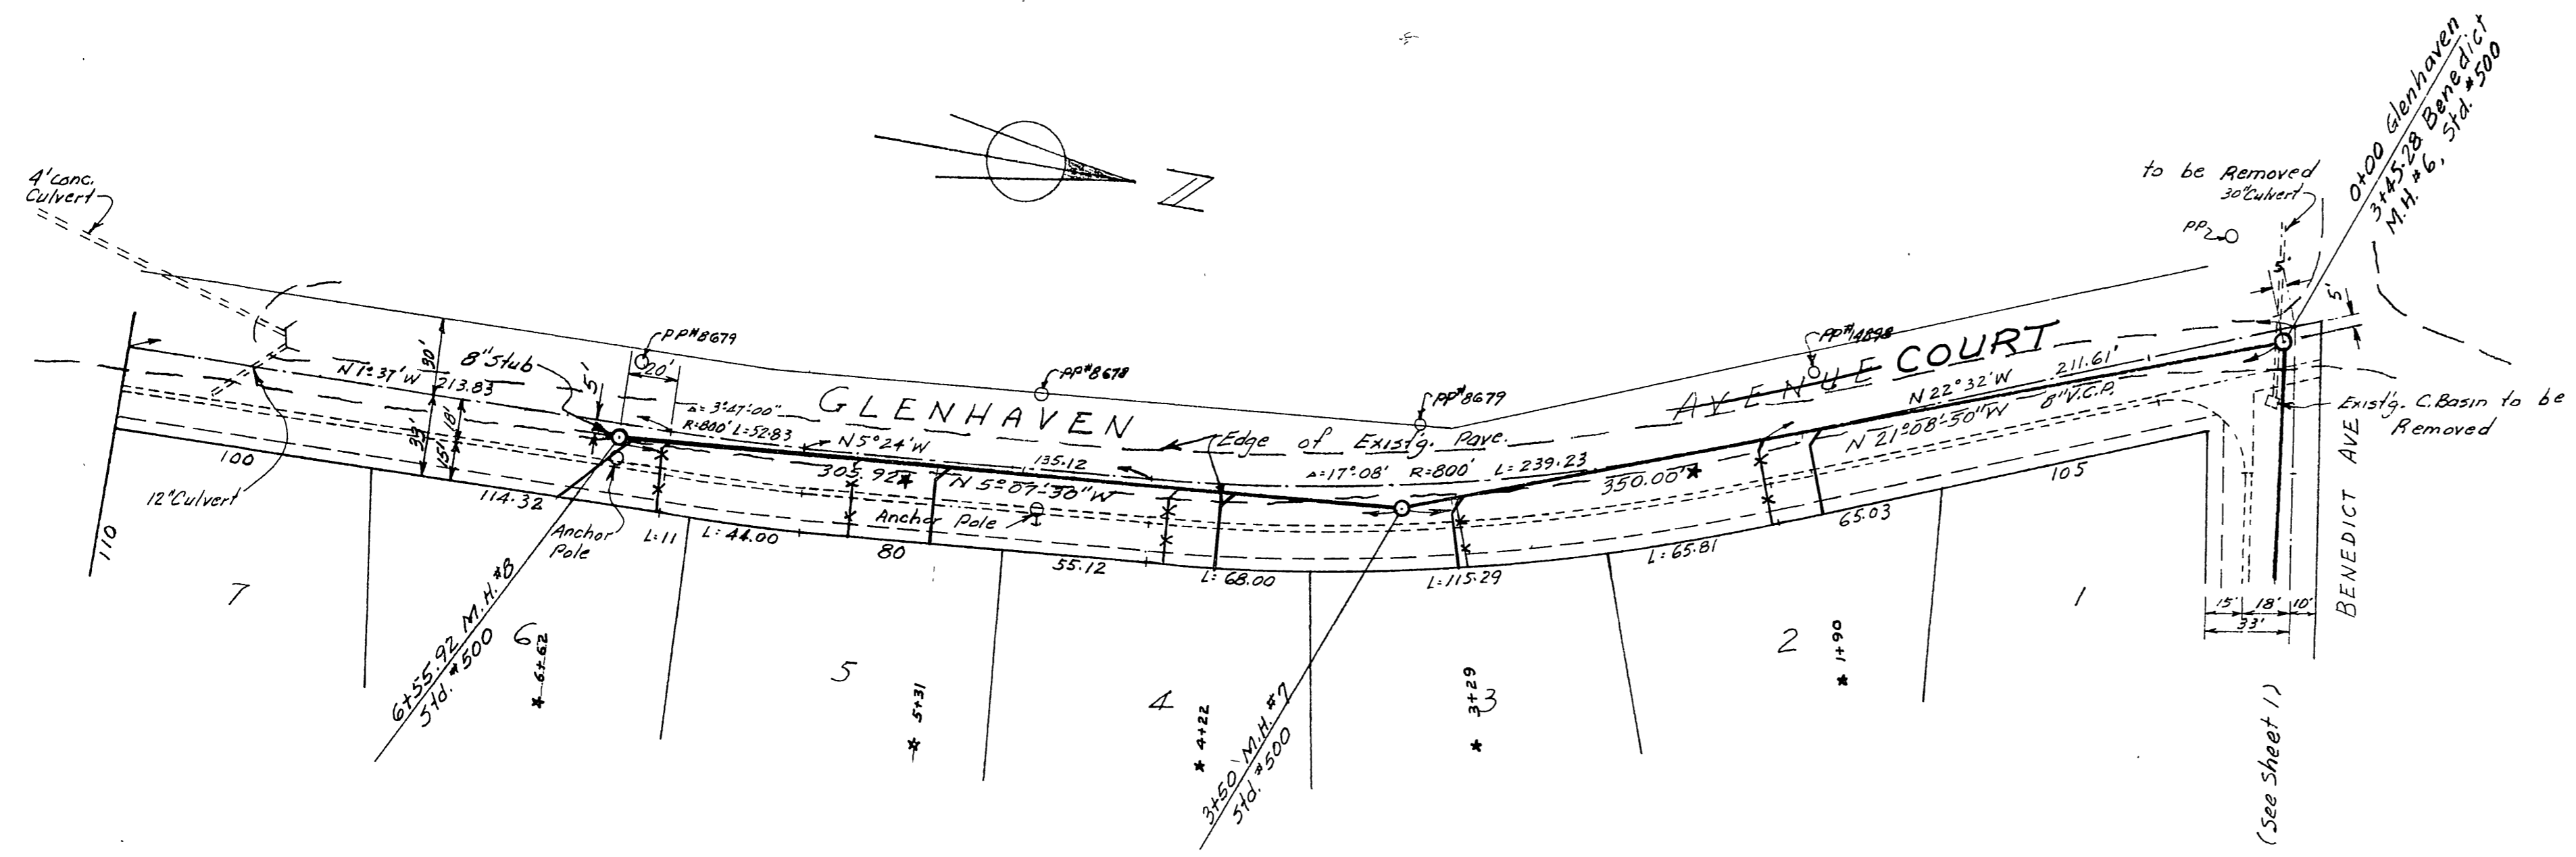 4' Conc.
Culvert
12" Culvert
N 1°37' W 213.83
30'
33'
18'
15'
8" Stub
5'
PP#8679
20'
Δ= 3°47'00"
R=800' L=52.83
GLENHAVEN
AVENUE COURT
N 5°24' W
135.12
305.92★
N 5°07'-30" W
PP#8678
Edge of Exist'g. Pave.
Δ=17°08' R=800' L=239.23
350.00'★
PP#8679
N 22°32' W 211.61'
N 21°08'-50" W 8" V.C.P.
Z
PP
to be Removed
30" Culvert
5'
5'
0+00 Glenhaven
3+45.28 Benedict
M.H. #6, Std. #500
Exist'g. C. Basin to be
Removed
BENEDICT AVE
15' 18' 10'
33'
(See Sheet 1)
110
100
114.32
Anchor
Pole
L=11
L=44.00
80
Anchor Pole
55.12
L=68.00
L=115.29
L=65.81
65.03
105
7
6
5
4
3
2
1
6+55.92 M.H. #8
Std. #500
3+50 M.H. #7
Std. #500
★ 6+62
★ 5+31
★ 4+22
★ 3+29
★ 1+90